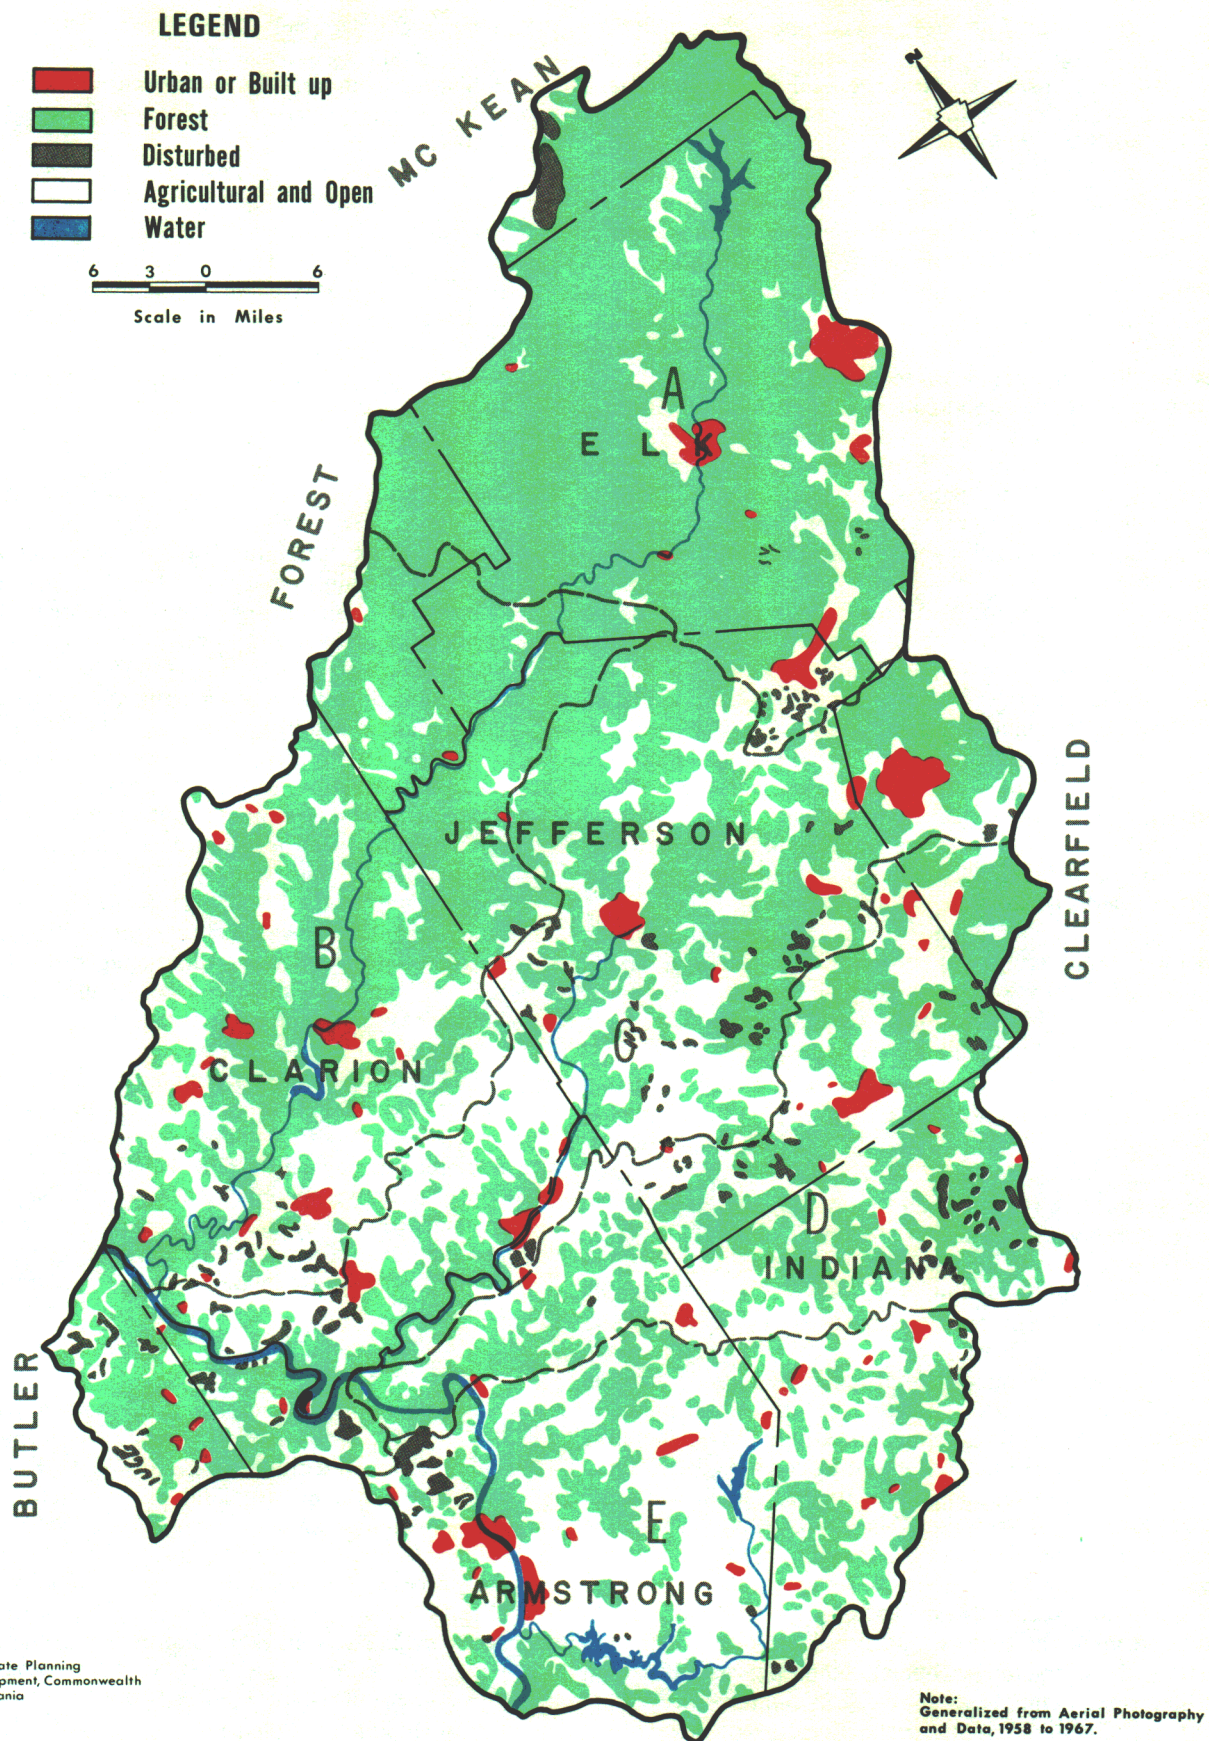 LEGEND
Urban or Built up
Forest
Disturbed
Agricultural and Open
Water
6 3 0 6
Scale in Miles
N
MC KEAN
A
ELK
FOREST
JEFFERSON
CLEARFIELD
B
C
CLARION
D
INDIANA
BUTLER
E
ARMSTRONG
ate Planning
pment, Commonwealth
ania
Note:
Generalized from Aerial Photography
and Data, 1958 to 1967.